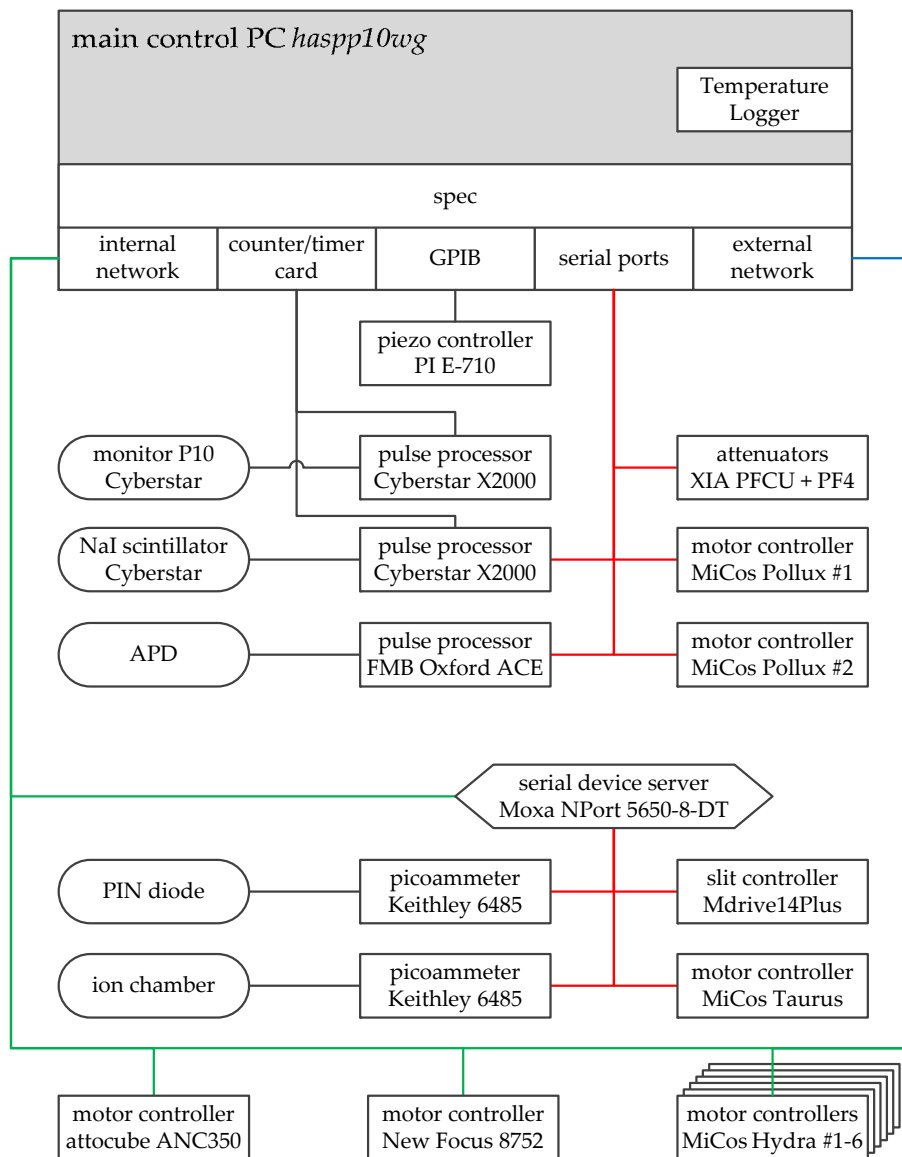 main control PC haspp10wg
Temperature
Logger
spec
internal
network
counter/timer
card
GPIB
serial ports
external
network
piezo controller
PI E-710
monitor P10
Cyberstar
pulse processor
Cyberstar X2000
attenuators
XIA PFCU + PF4
NaI scintillator
Cyberstar
pulse processor
Cyberstar X2000
motor controller
MiCos Pollux #1
APD
pulse processor
FMB Oxford ACE
motor controller
MiCos Pollux #2
serial device server
Moxa NPort 5650-8-DT
PIN diode
picoammeter
Keithley 6485
slit controller
Mdrive14Plus
ion chamber
picoammeter
Keithley 6485
motor controller
MiCos Taurus
motor controller
attocube ANC350
motor controller
New Focus 8752
motor controllers
MiCos Hydra #1-6